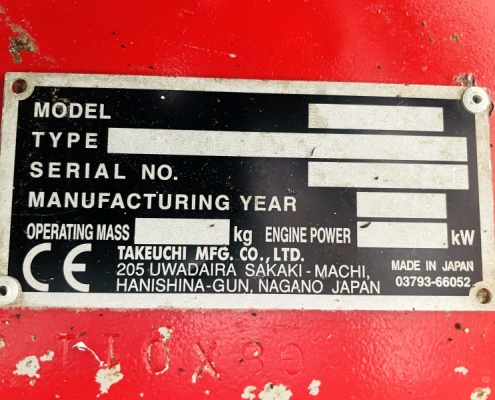 MODEL
TYPE
SERIAL NO.
MANUFACTURING YEAR
OPERATING MASS kg ENGINE POWER kW
CE TAKEUCHI MFG. CO., LTD.
205 UWADAIRA SAKAKI-MACHI,
HANISHINA-GUN, NAGANO JAPAN
MADE IN JAPAN
03793-66052